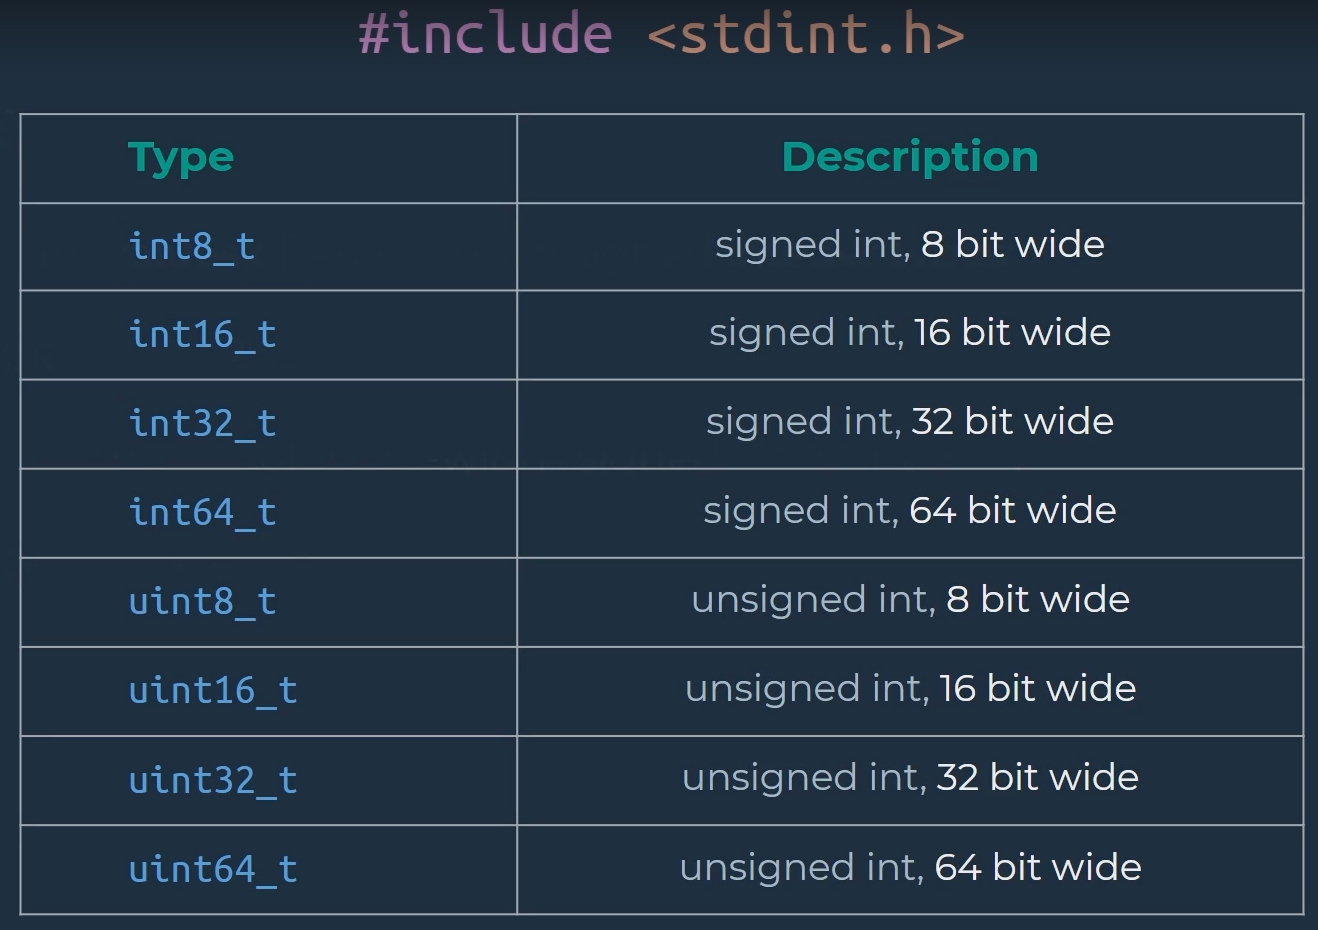 #include <stdint.h>
Type Description
int8_t signed int, 8 bit wide
int16_t signed int, 16 bit wide
int32_t signed int, 32 bit wide
int64_t signed int, 64 bit wide
uint8_t unsigned int, 8 bit wide
uint16_t unsigned int, 16 bit wide
uint32_t unsigned int, 32 bit wide
uint64_t unsigned int, 64 bit wide